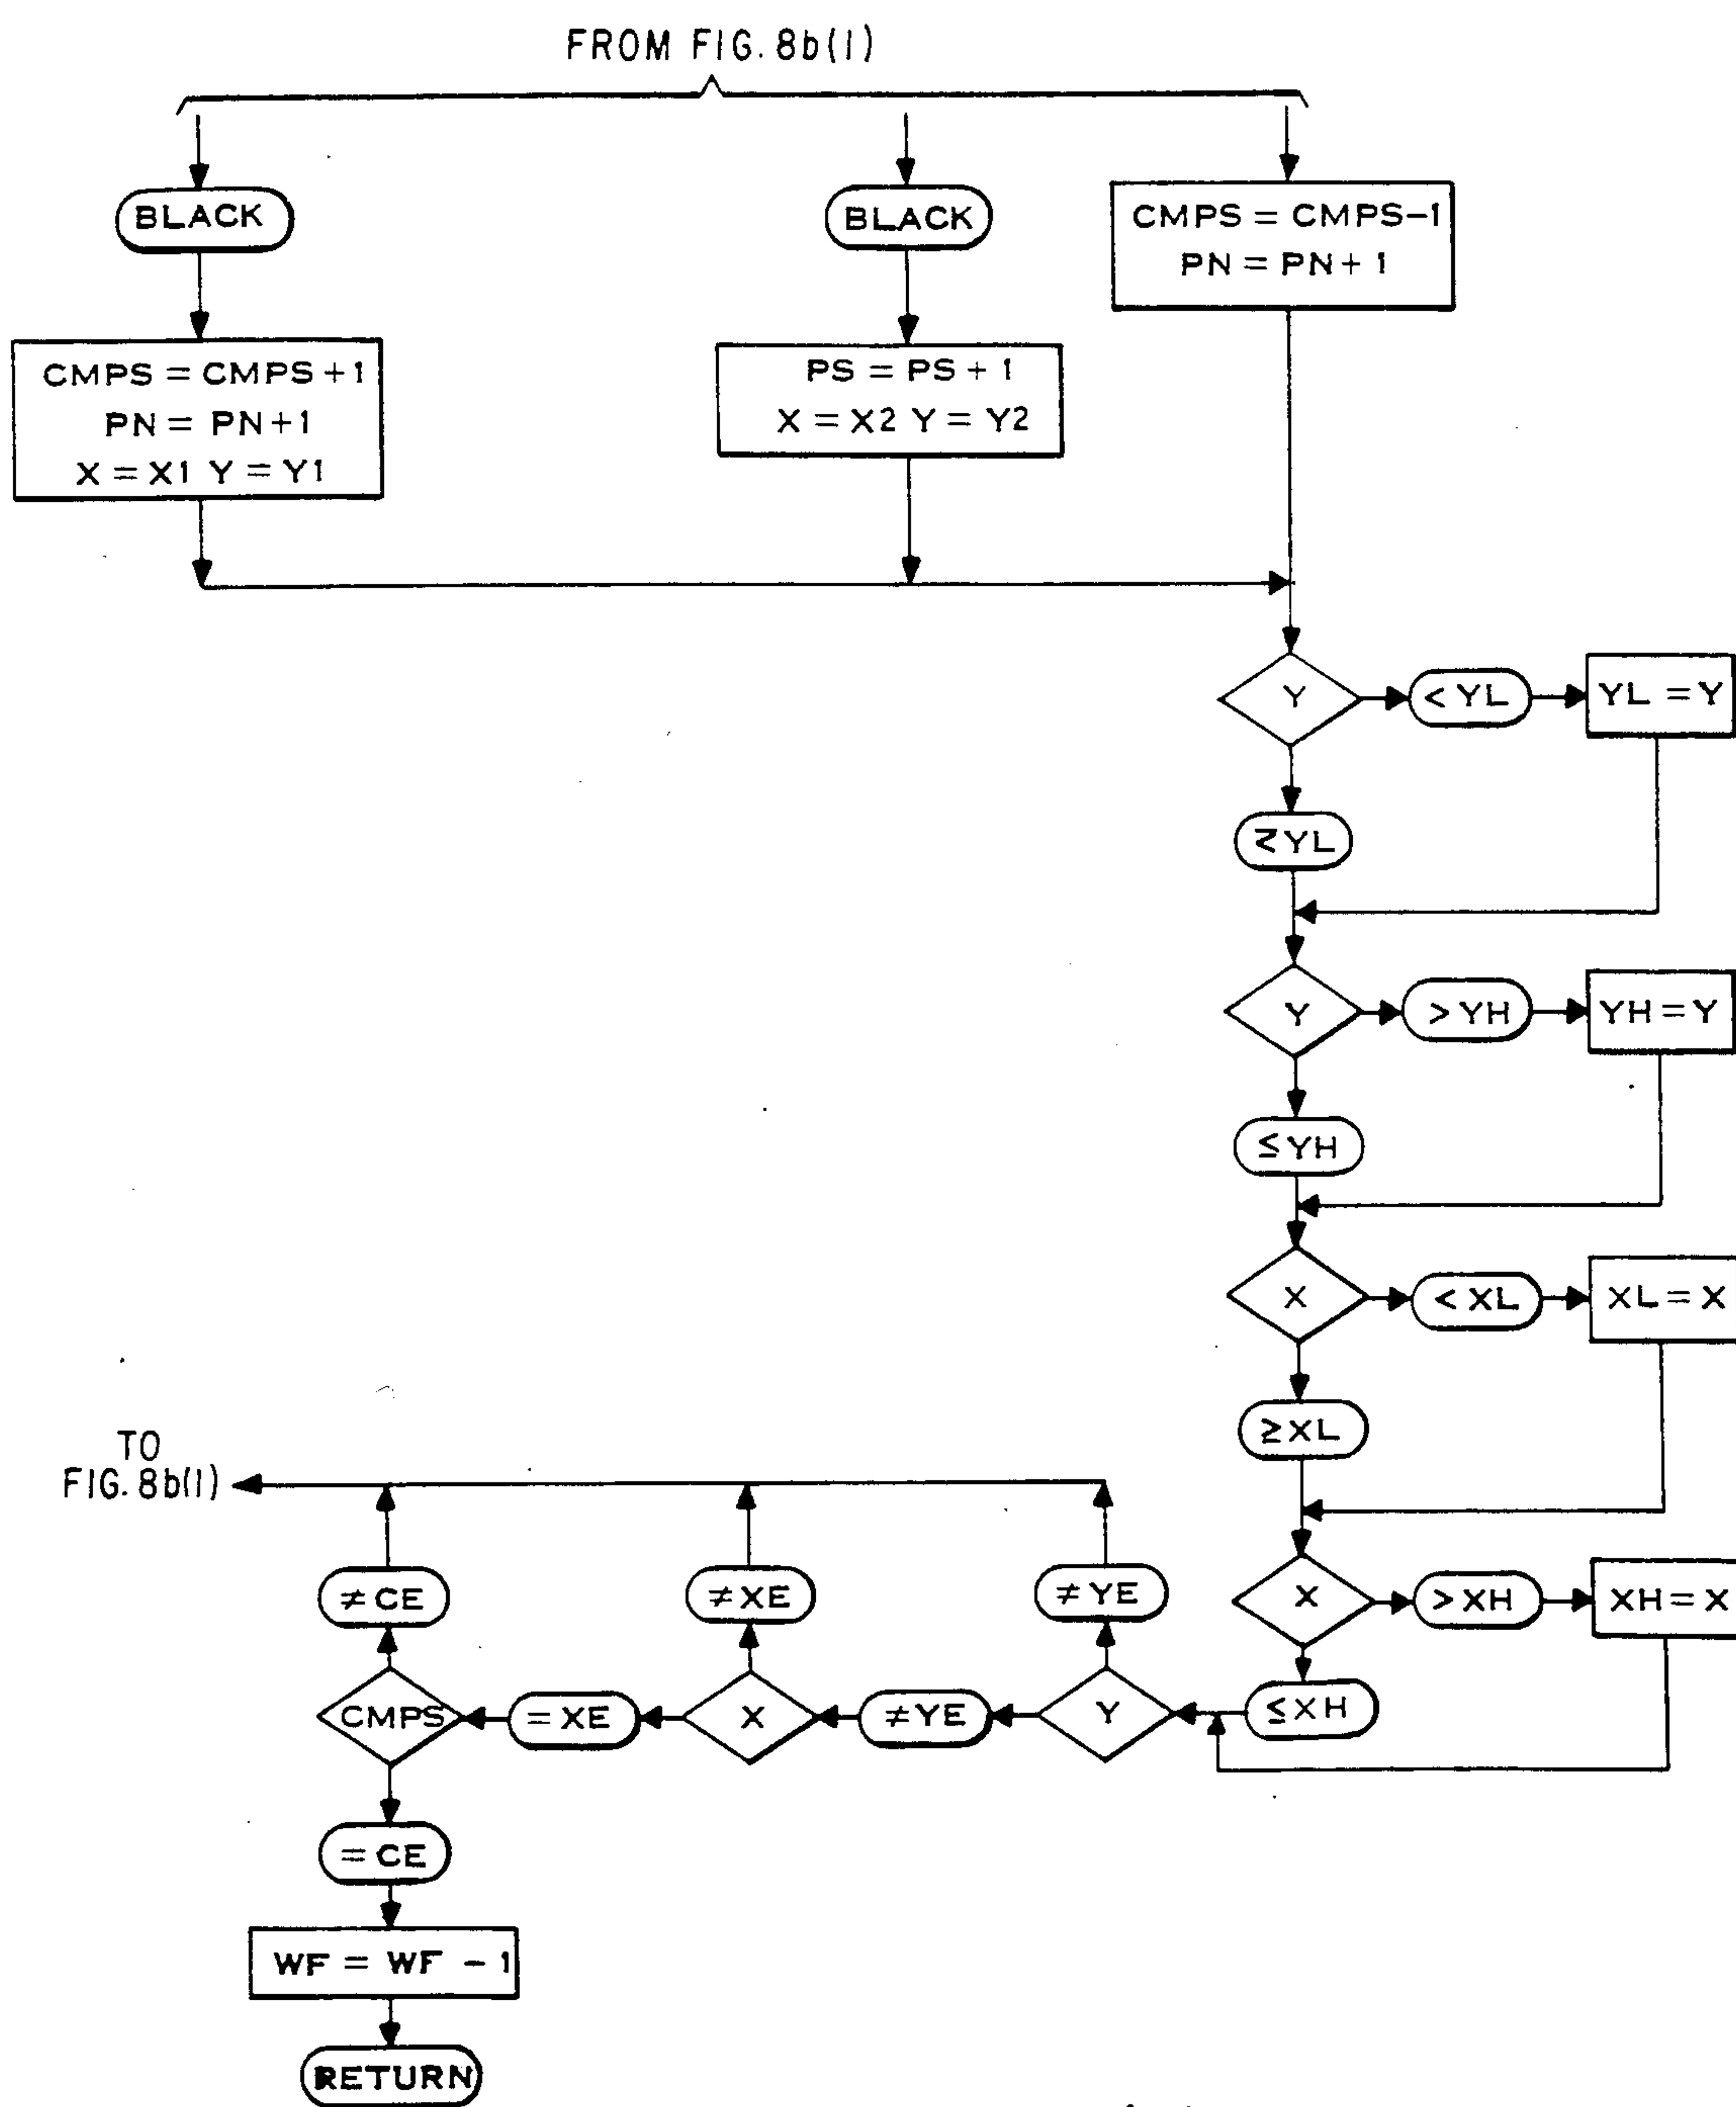 FROM FIG. 8b(1)
BLACK
BLACK
CMPS = CMPS-1
PN = PN + 1
CMPS = CMPS + 1
PN = PN+1
X = X1 Y = Y1
PS = PS + 1
X = X2 Y = Y2
Y
< YL
YL = Y
≥YL
Y
> YH
YH = Y
≤YH
X
< XL
XL = X
≥XL
TO
FIG. 8b(1)
≠CE
≠XE
≠YE
X
> XH
XH = X
CMPS
= XE
X
≠YE
Y
≤XH
= CE
WF = WF - 1
RETURN